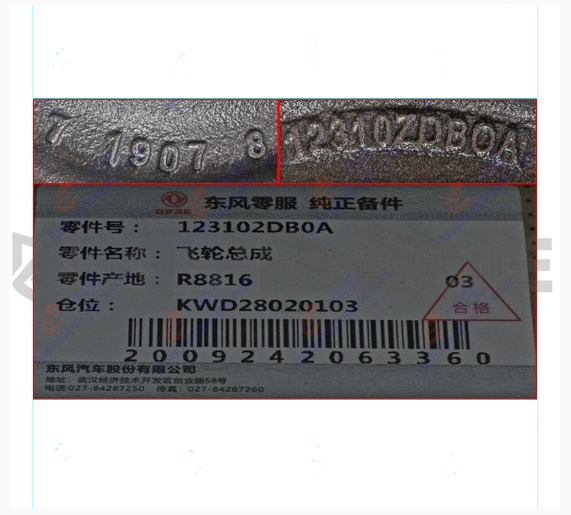 7 1907 8
12310ZDB0A
DFAC
东风零服 纯正备件
零件号： 123102DB0A
零件名称： 飞轮总成
零件产地： R8816
03
合格
仓位： KWD28020103
2009242063360
东风汽车股份有限公司
地址：武汉经济技术开发区创业路58号
电话:027-84287250 传真：027-84287260